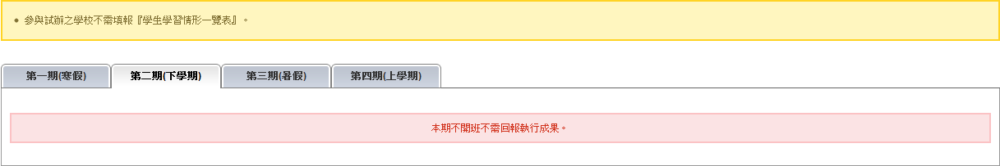 參與試辦之學校不需填報『學生學習情形一覽表』。
第一期(寒假) 第二期(下學期) 第三期(暑假) 第四期(上學期)
本期不開班不需回報執行成果。